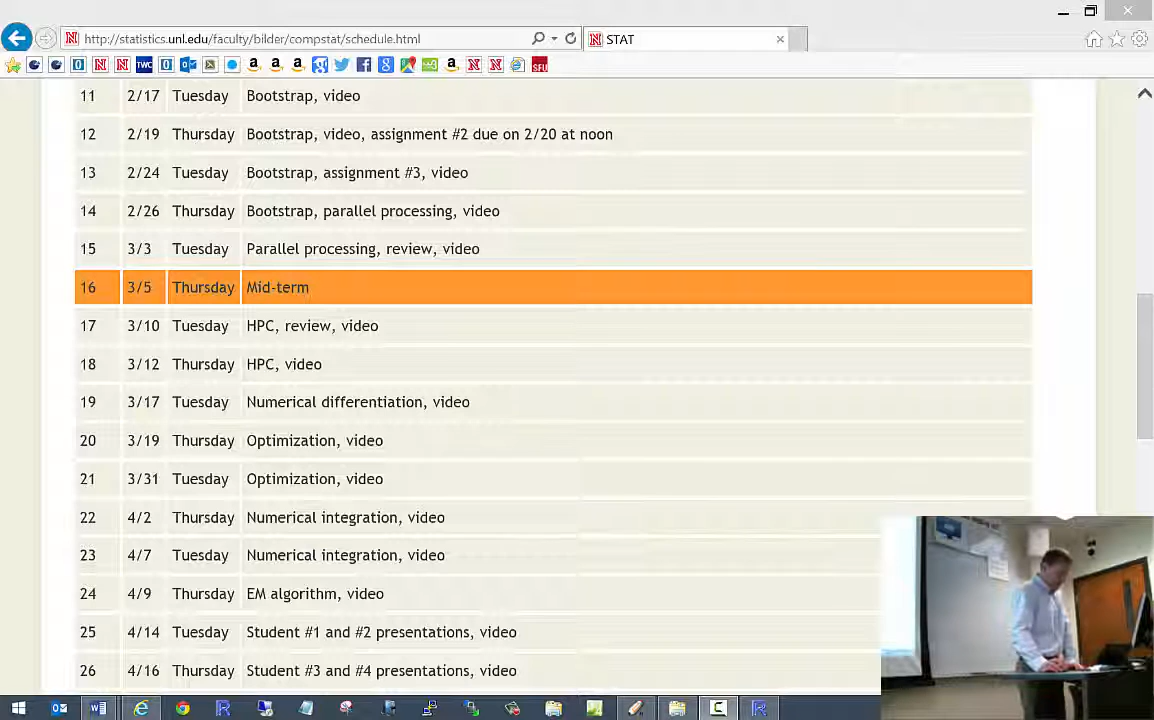 http://statistics.unl.edu/faculty/bilder/compstat/schedule.html
STAT
11 2/17 Tuesday Bootstrap, video
12 2/19 Thursday Bootstrap, video, assignment #2 due on 2/20 at noon
13 2/24 Tuesday Bootstrap, assignment #3, video
14 2/26 Thursday Bootstrap, parallel processing, video
15 3/3 Tuesday Parallel processing, review, video
16 3/5 Thursday Mid-term
17 3/10 Tuesday HPC, review, video
18 3/12 Thursday HPC, video
19 3/17 Tuesday Numerical differentiation, video
20 3/19 Thursday Optimization, video
21 3/31 Tuesday Optimization, video
22 4/2 Thursday Numerical integration, video
23 4/7 Tuesday Numerical integration, video
24 4/9 Thursday EM algorithm, video
25 4/14 Tuesday Student #1 and #2 presentations, video
26 4/16 Thursday Student #3 and #4 presentations, video